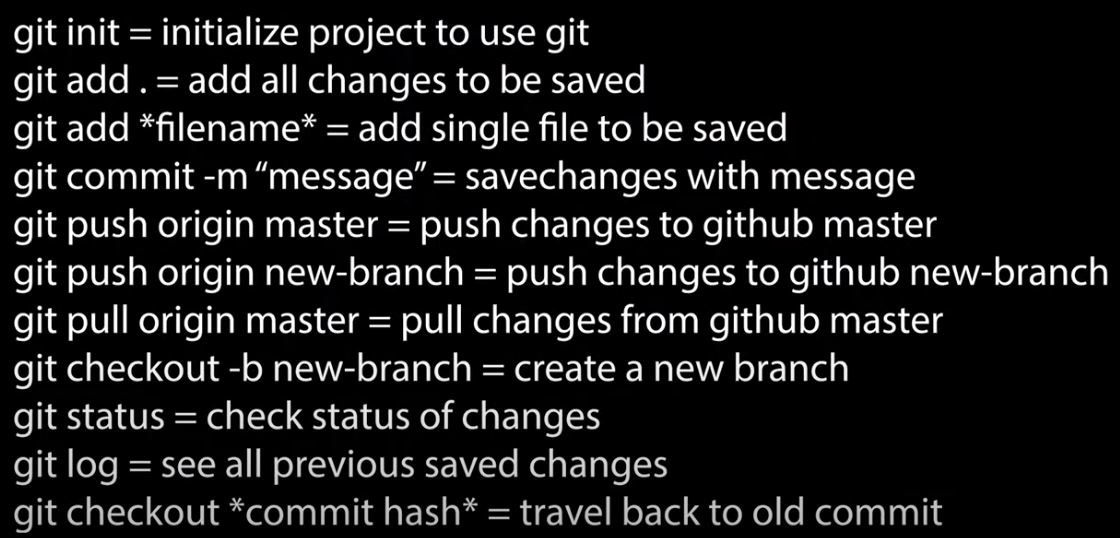 git init = initialize project to use git
git add . = add all changes to be saved
git add *filename* = add single file to be saved
git commit -m “message” = savechanges with message
git push origin master = push changes to github master
git push origin new-branch = push changes to github new-branch
git pull origin master = pull changes from github master
git checkout -b new-branch = create a new branch
git status = check status of changes
git log = see all previous saved changes
git checkout *commit hash* = travel back to old commit